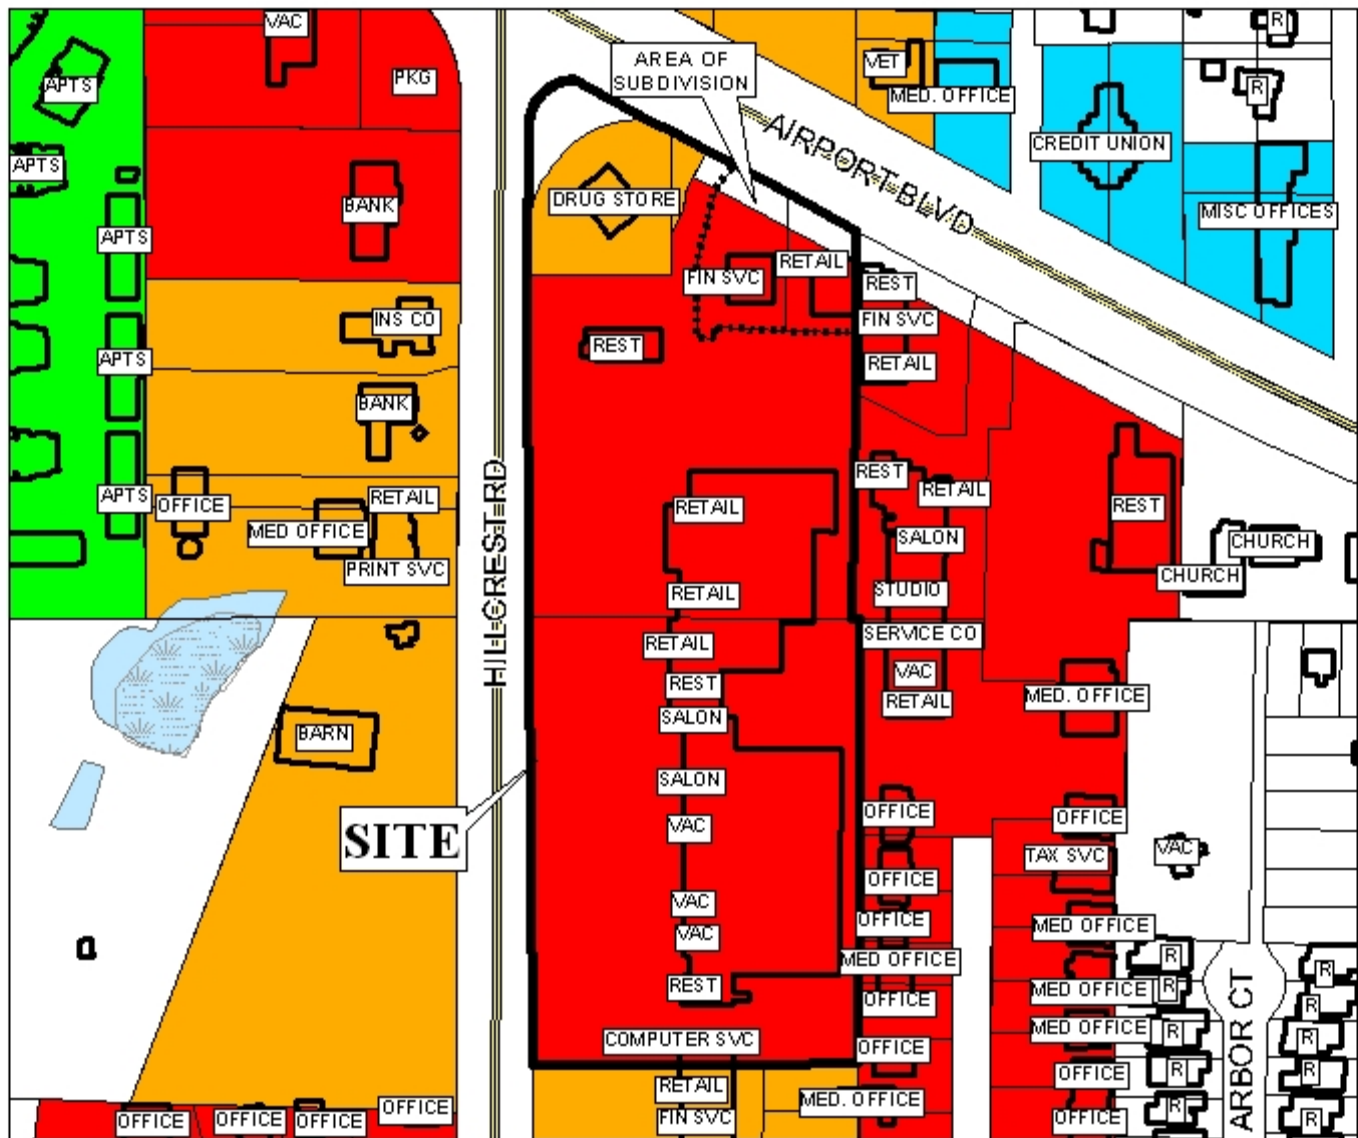 VAC
R
AREA OF
SUBDIVISION
VET
PKG
APTS
R
MED. OFFICE
AIRPORT BLVD
CREDIT UNION
APTS
DRUG STORE
BANK
MISC OFFICES
APTS
RETAIL
FIN SVC
REST
INS CO
FIN SVC
REST
APTS
RETAIL
BANK
REST
RETAIL
APTS
RETAIL
OFFICE
RETAIL
REST
MED OFFICE
SALON
CHURCH
PRINT SVC
CHURCH
HILLCREST RD
RETAIL
STUDIO
SERVICE CO
RETAIL
VAC
REST
MED. OFFICE
RETAIL
SALON
BARN
SALON
OFFICE
OFFICE
VAC
SITE
VAC
TAX SVC
OFFICE
VAC
OFFICE
MED OFFICE
VAC
R
MED OFFICE
R
REST
MED OFFICE
R
OFFICE
R
ARBOR CT
MED OFFICE
R
COMPUTER SVC
R
OFFICE
R
OFFICE
R
RETAIL
MED. OFFICE
R
OFFICE
OFFICE
OFFICE
OFFICE
FIN SVC
OFFICE
R